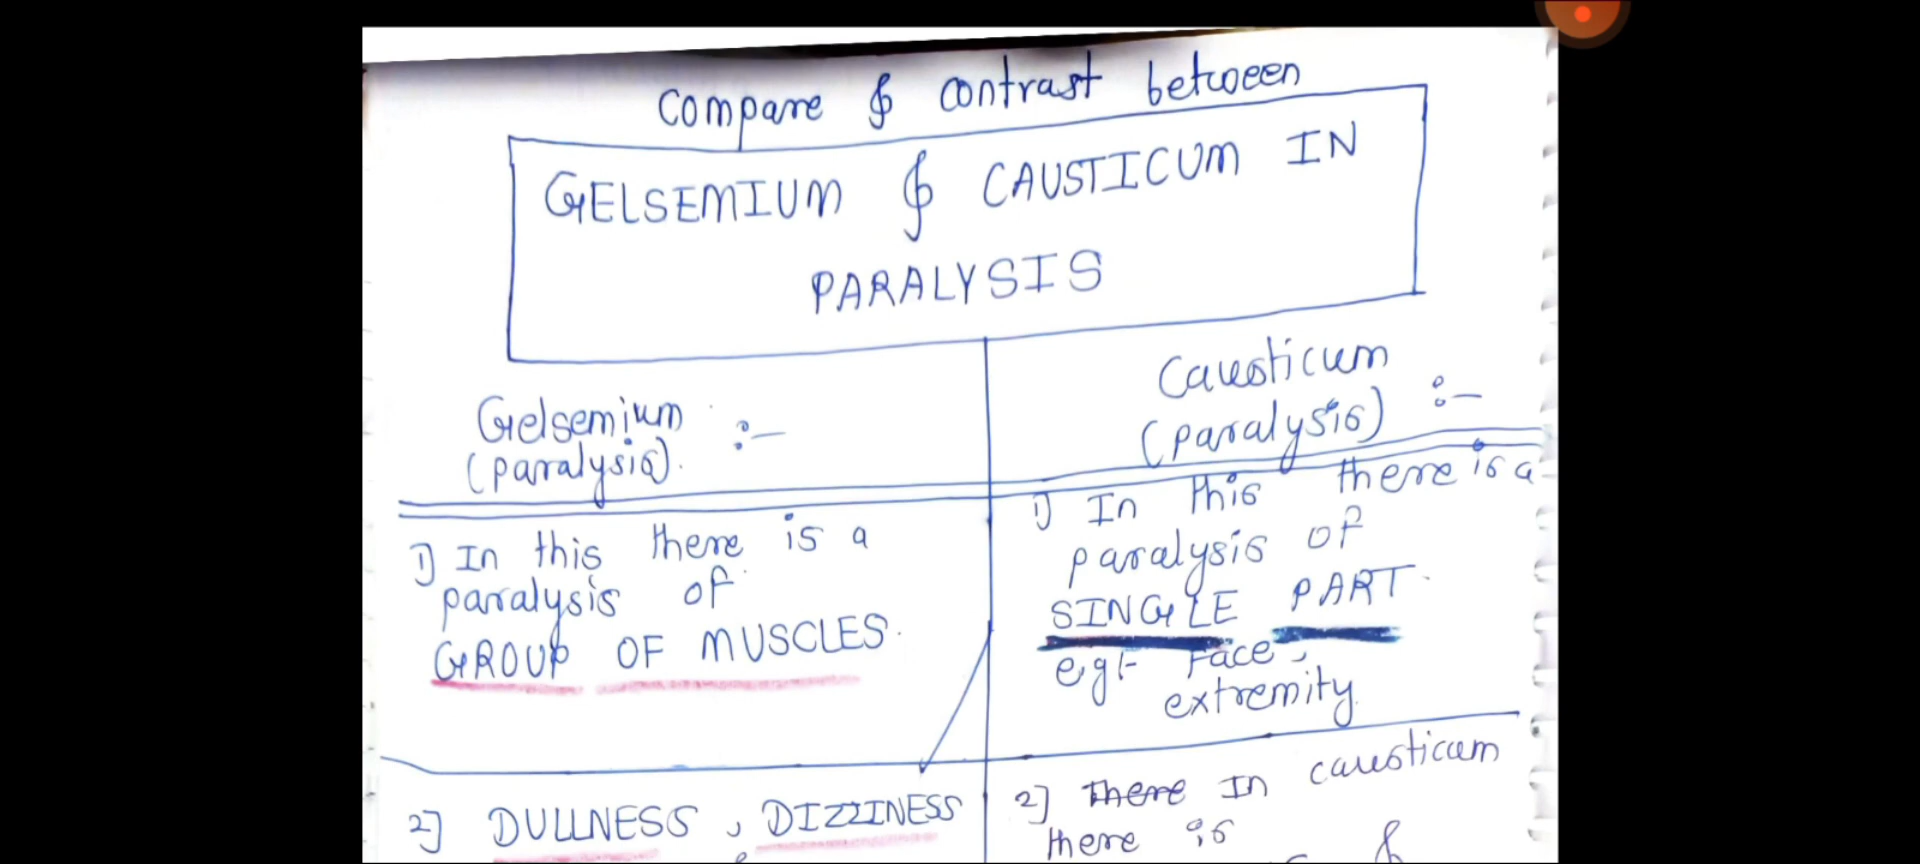 Compare & contrast between
GELSEMIUM & CAUSTICUM IN
PARALYSIS
Gelsemium :-
(paralysis).
Causticum
(paralysis) :-
1) In this there is a
paralysis of
GROUP OF MUSCLES.
1) In this there is a
paralysis of
SINGLE PART.
eg:- Face,
extremity
2] DULLNESS, DIZZINESS
2] There In causticum
there is
&